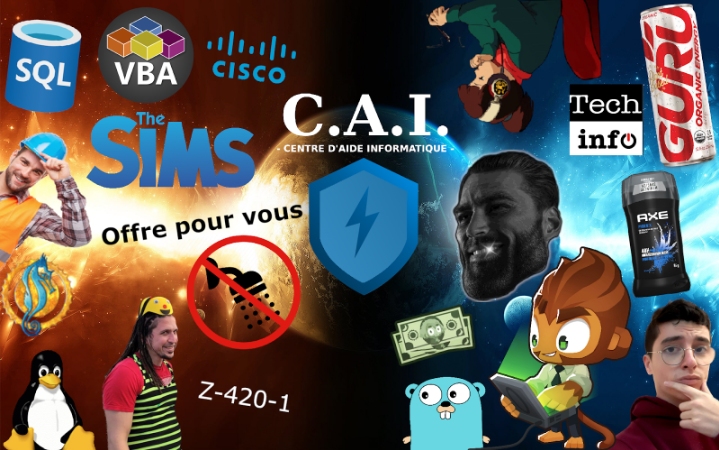 SQL
VBA
CISCO
The
SIMS
C.A.I.
- CENTRE D'AIDE INFORMATIQUE -
Offre pour vous
Z-420-1
Tech
info
GURU
ORGANIC ENERGY
AXE